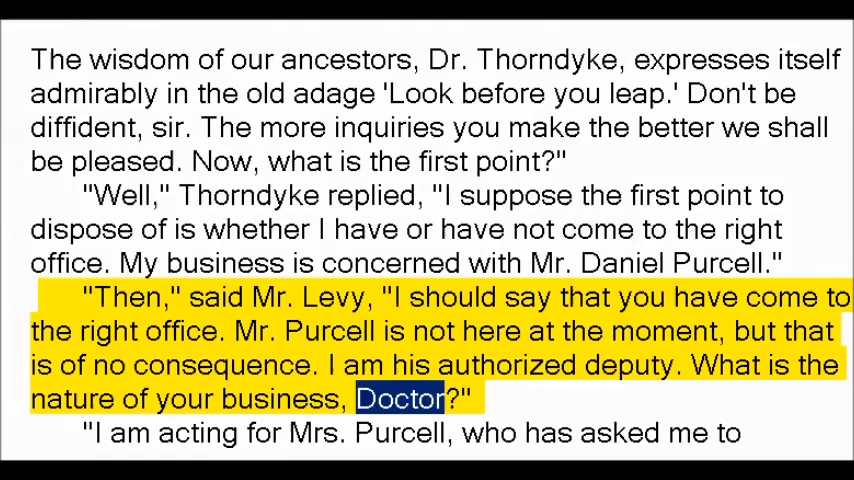 The wisdom of our ancestors, Dr. Thorndyke, expresses itself
admirably in the old adage 'Look before you leap.' Don't be
diffident, sir. The more inquiries you make the better we shall
be pleased. Now, what is the first point?"
"Well," Thorndyke replied, "I suppose the first point to
dispose of is whether I have or have not come to the right
office. My business is concerned with Mr. Daniel Purcell."
"Then," said Mr. Levy, "I should say that you have come to
the right office. Mr. Purcell is not here at the moment, but that
is of no consequence. I am his authorized deputy. What is the
nature of your business, Doctor?"
"I am acting for Mrs. Purcell, who has asked me to